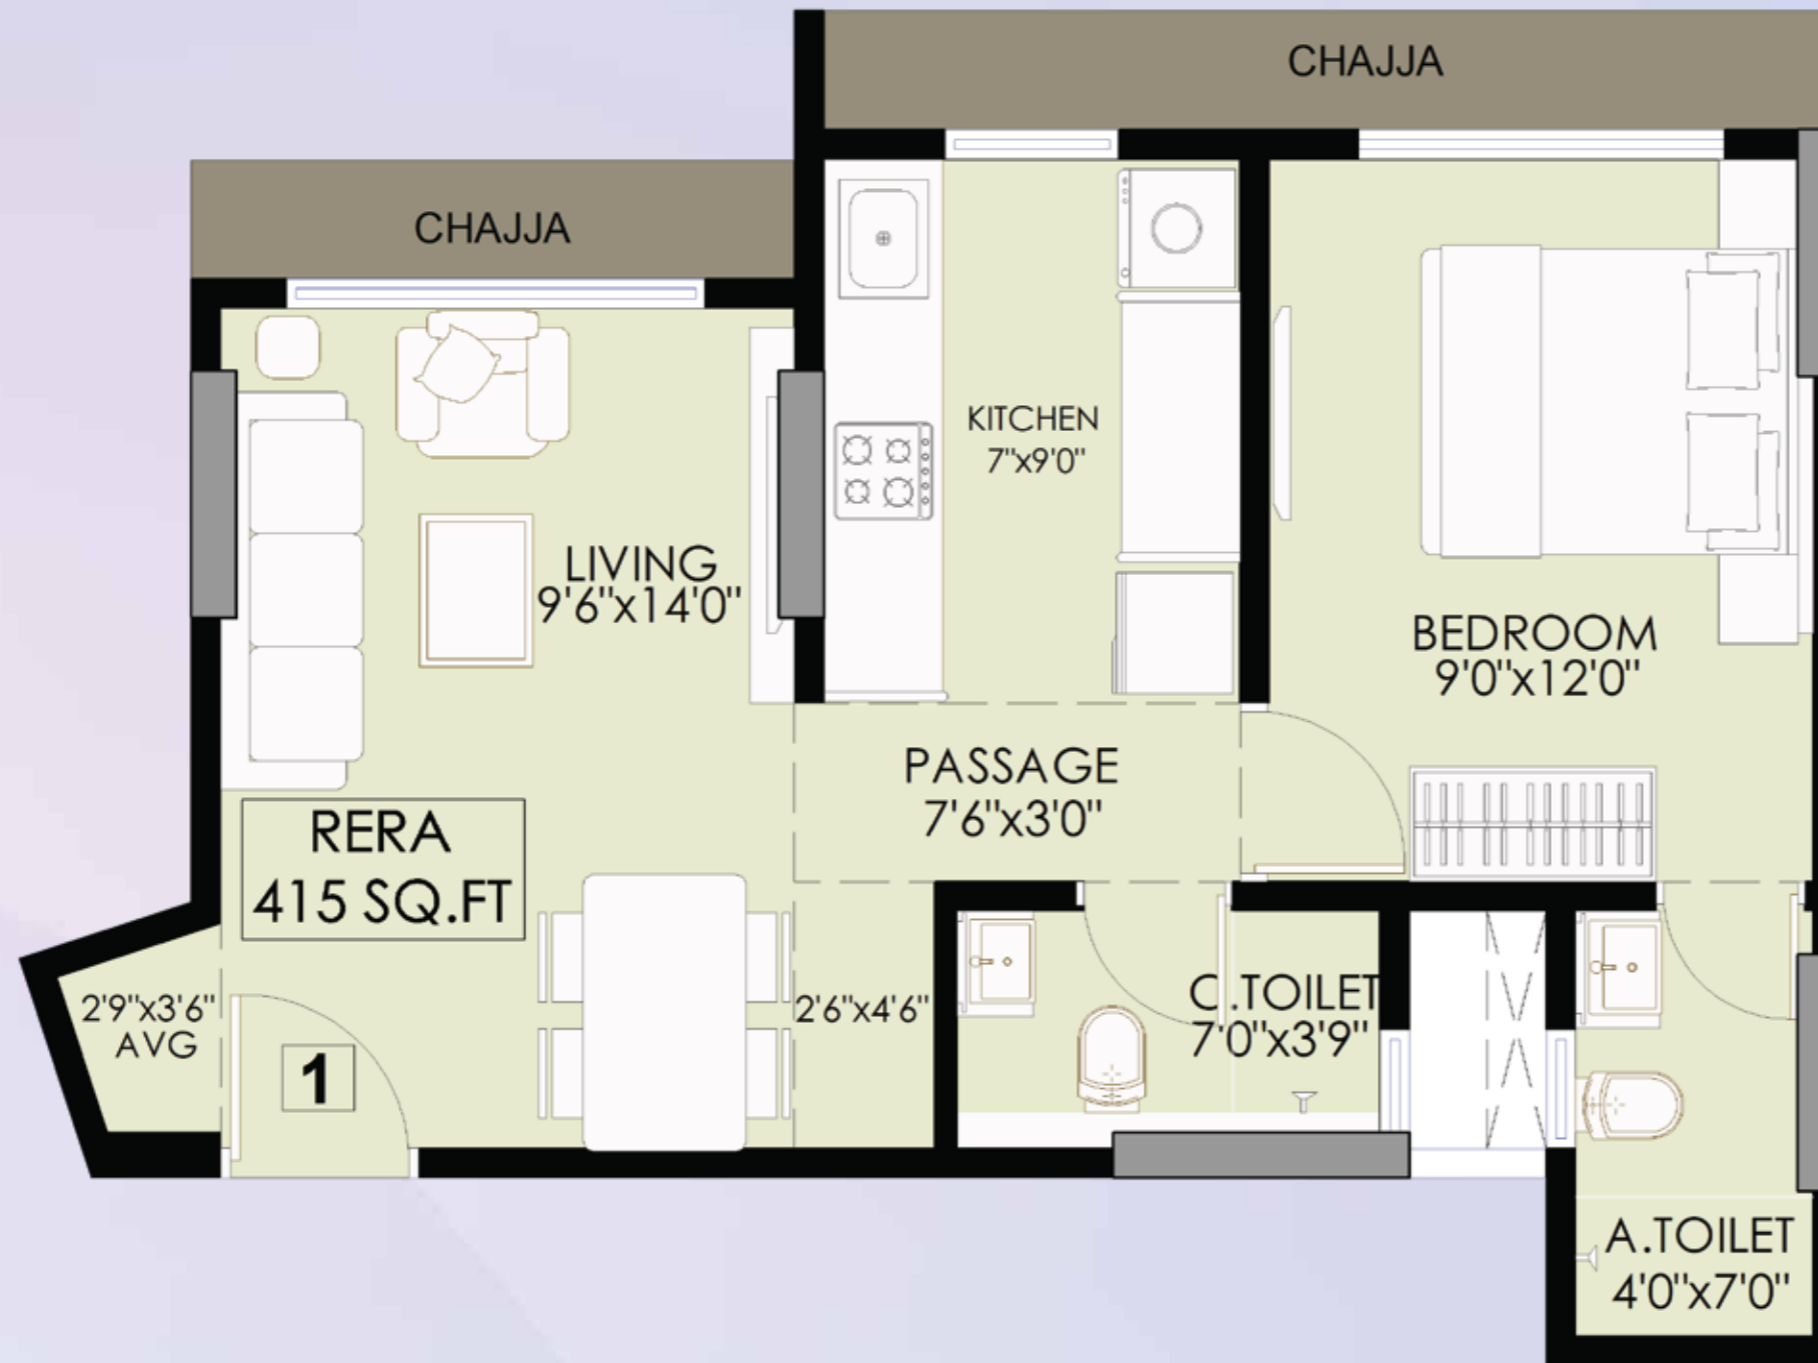 CHAJJA
CHAJJA
KITCHEN
7"x9'0"
LIVING
9'6"x14'0"
BEDROOM
9'0"x12'0"
PASSAGE
7'6"x3'0"
RERA
415 SQ.FT
2'9"x3'6"
AVG
1
2'6"x4'6"
C.TOILET
7'0"x3'9"
A.TOILET
4'0"x7'0"